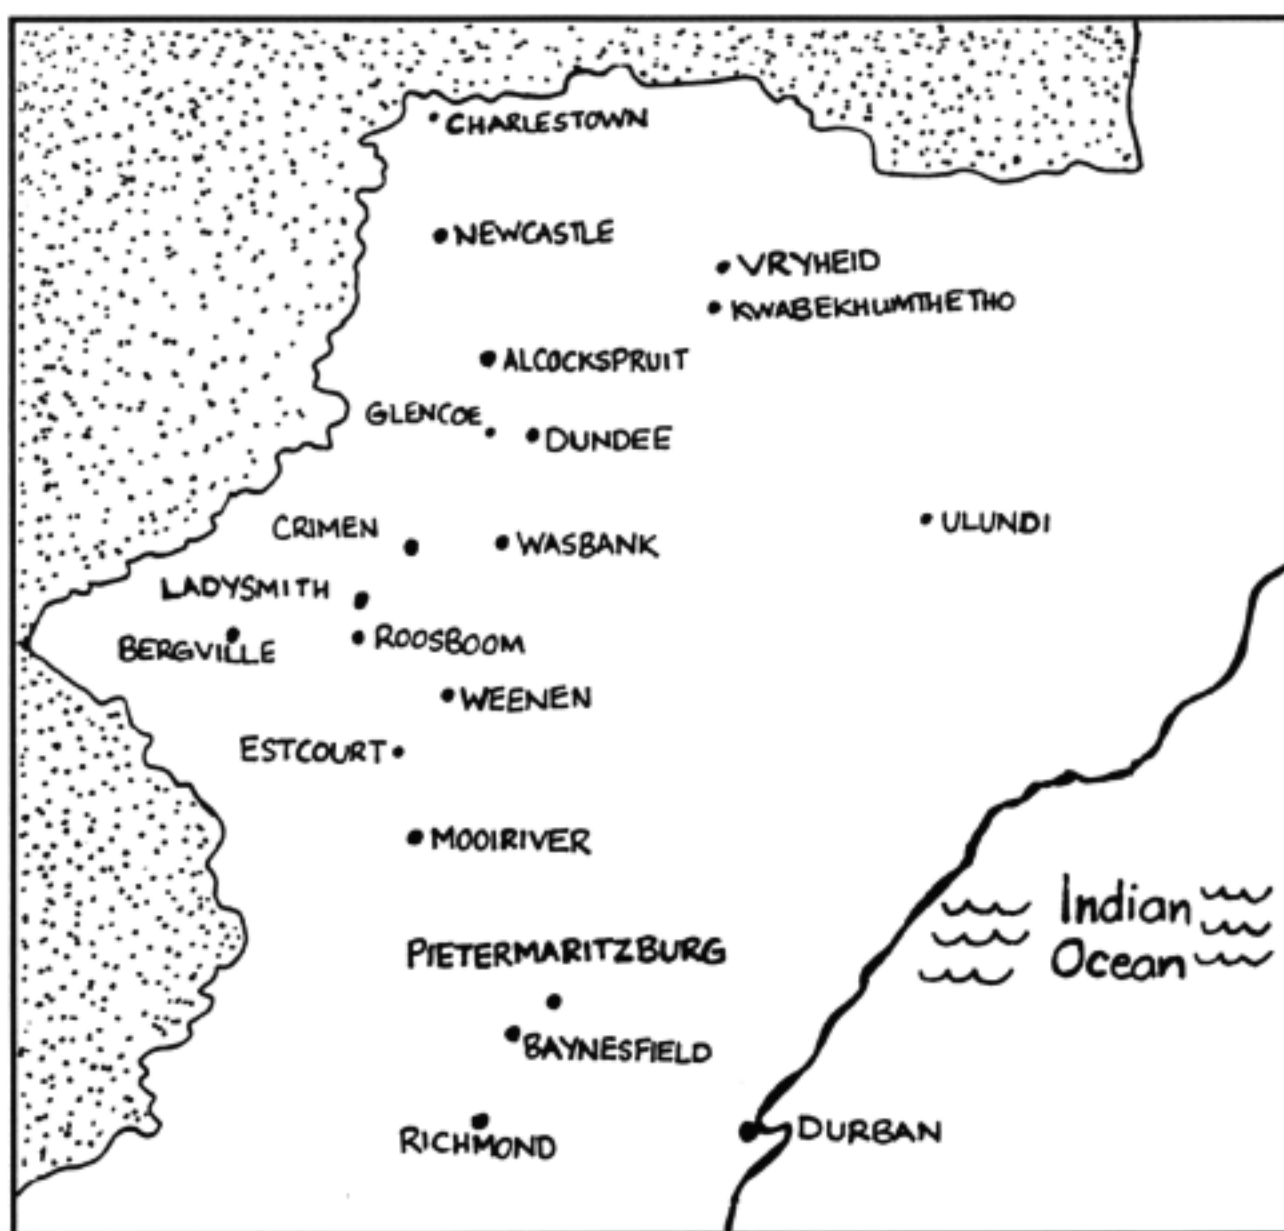 CHARLESTOWN
NEWCASTLE
VRYHEID
KWABEKHUMTHETHO
ALCOCKSPRUIT
GLENCOE
DUNDEE
ULUNDI
CRIMEN
WASBANK
LADYSMITH
ROOSBOOM
BERGVILLE
WEENEN
ESTCOURT
MOOIRIVER
Indian
Ocean
PIETERMARITZBURG
BAYNESFIELD
DURBAN
RICHMOND